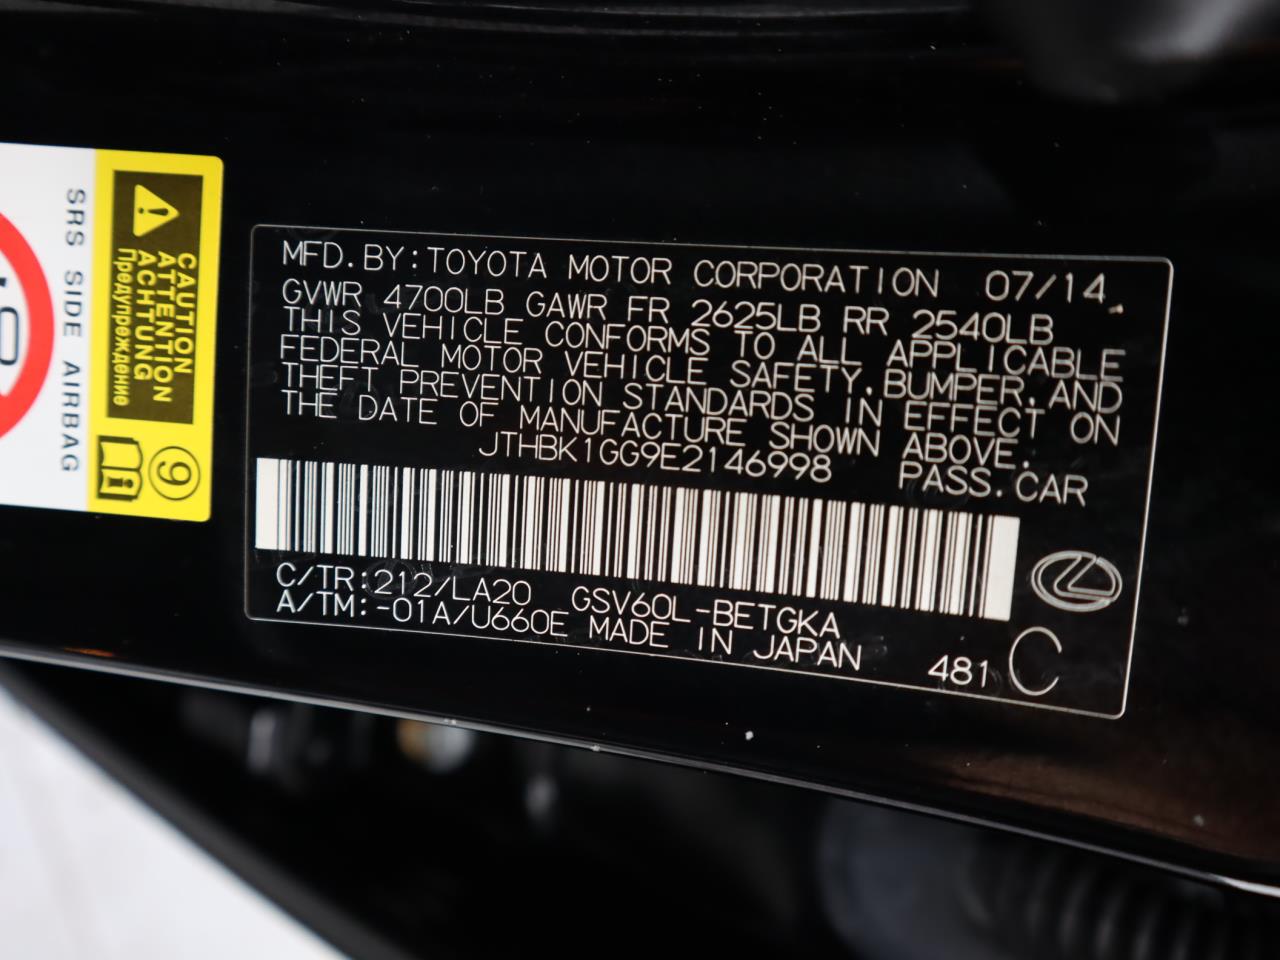 MFD.BY:TOYOTA MOTOR CORPORATION 07/14
GVWR 4700LB GAWR FR 2625LB RR 2540LB
THIS VEHICLE CONFORMS TO ALL APPLICABLE
FEDERAL MOTOR VEHICLE SAFETY,BUMPER,AND
THEFT PREVENTION STANDARDS IN EFFECT ON
THE DATE OF MANUFACTURE SHOWN ABOVE.
JTHBK1GG9E2146998 PASS.CAR
C/TR:212/LA20 GSV60L-BETGKA
A/TM:-01A/U660E MADE IN JAPAN 481 C
CAUTION
ATTENTION
ACHTUNG
Предупреждение
9
SRS SIDE AIRBAG